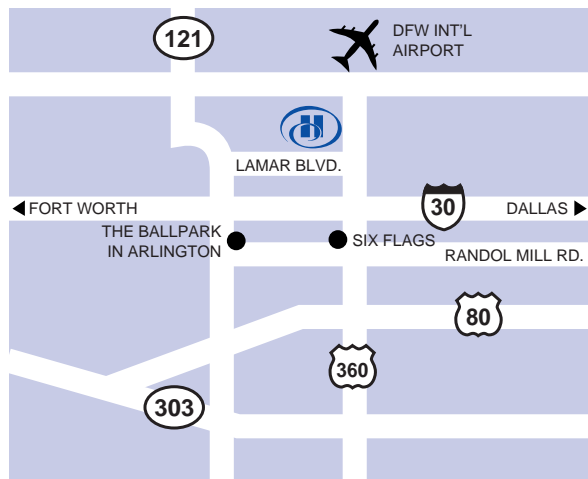 121
DFW INT'L
AIRPORT
H
LAMAR BLVD.
FORT WORTH
30
DALLAS
THE BALLPARK
IN ARLINGTON
SIX FLAGS
RANDOL MILL RD.
80
360
303